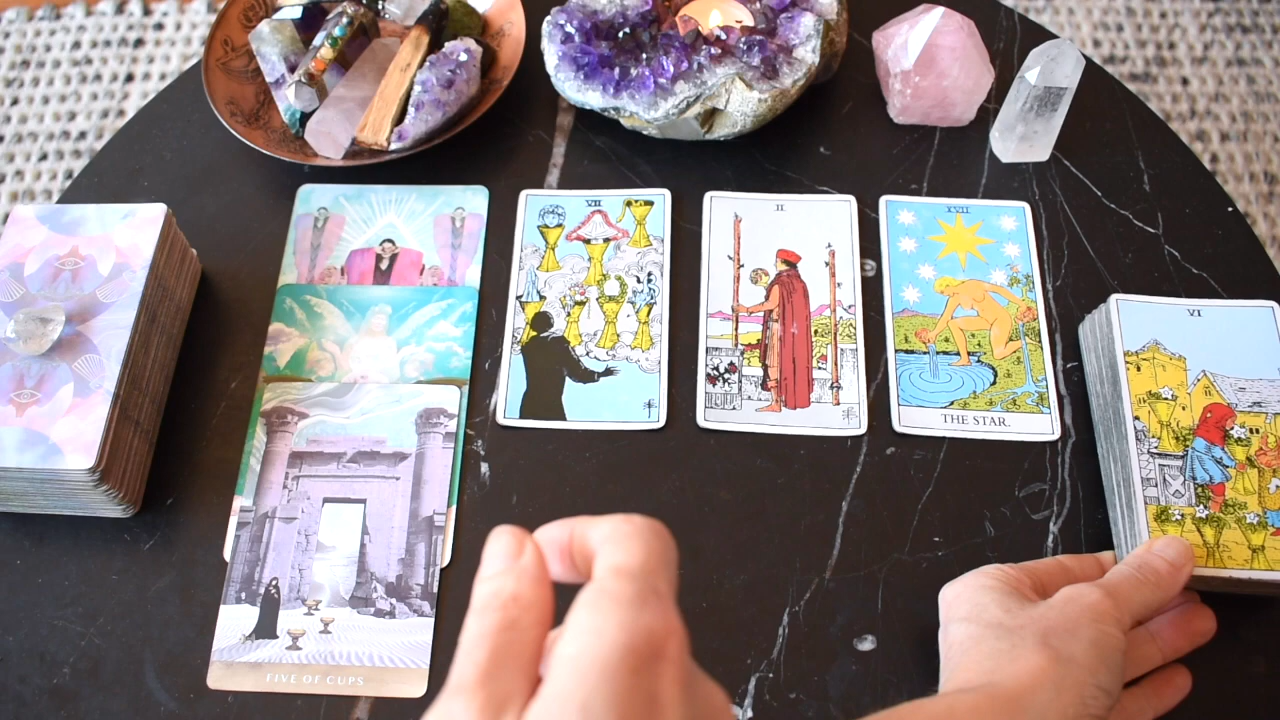 VII
II
XVII
THE STAR.
VI
FIVE OF CUPS